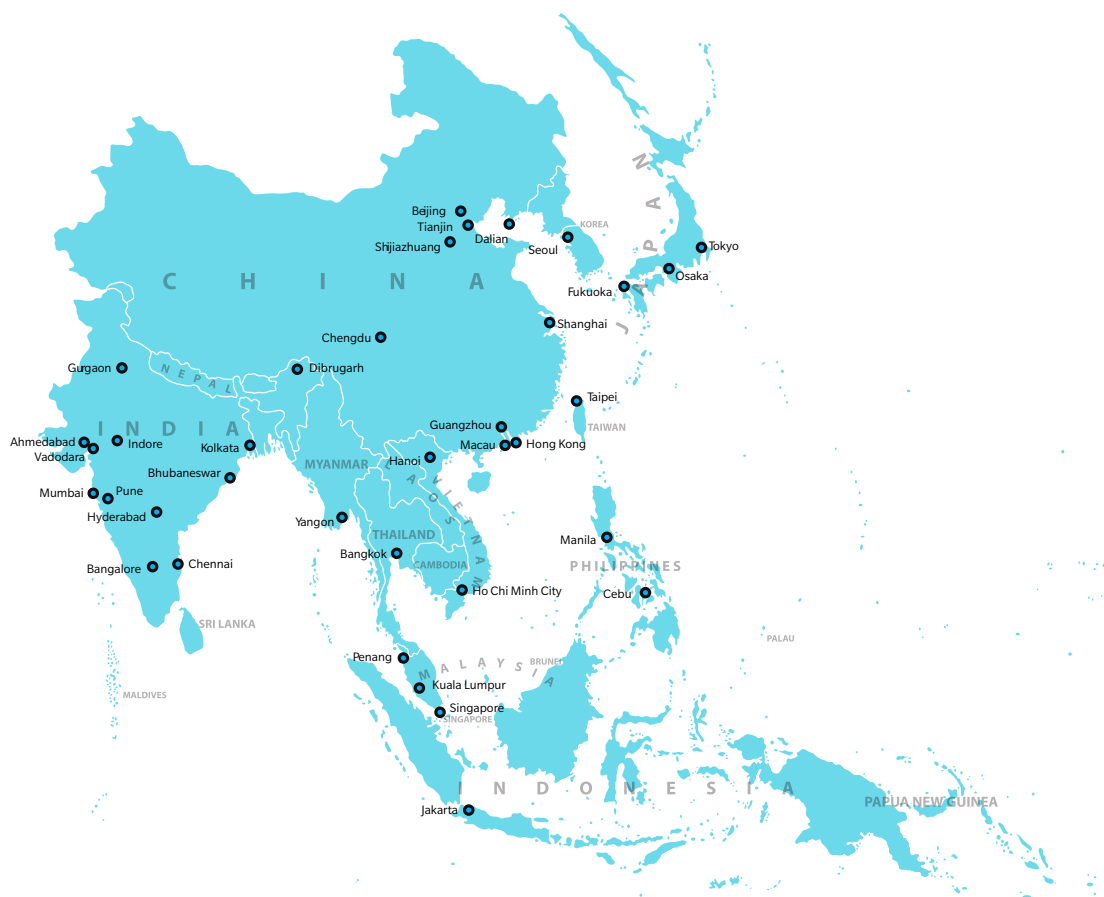 Beijing
Tianjin
Dalian
Shijiazhuang
KOREA
Seoul
JAPAN
Tokyo
Osaka
Fukuoka
CHINA
Shanghai
Chengdu
Gurgaon
NEPAL
Dibrugarh
Taipei
TAIWAN
INDIA
Guangzhou
Ahmedabad
Indore
Kolkata
Macau
Hong Kong
Vadodara
Hanoi
MYANMAR
LAOS
VIETNAM
Bhubaneswar
Mumbai
Pune
Hyderabad
Yangon
THAILAND
Manila
Bangkok
CAMBODIA
PHILIPPINES
Bangalore
Chennai
Ho Chi Minh City
Cebu
SRI LANKA
PALAU
Penang
MALAYSIA
BRUNEI
Kuala Lumpur
MALDIVES
Singapore
SINGAPORE
INDONESIA
PAPUA NEW GUINEA
Jakarta